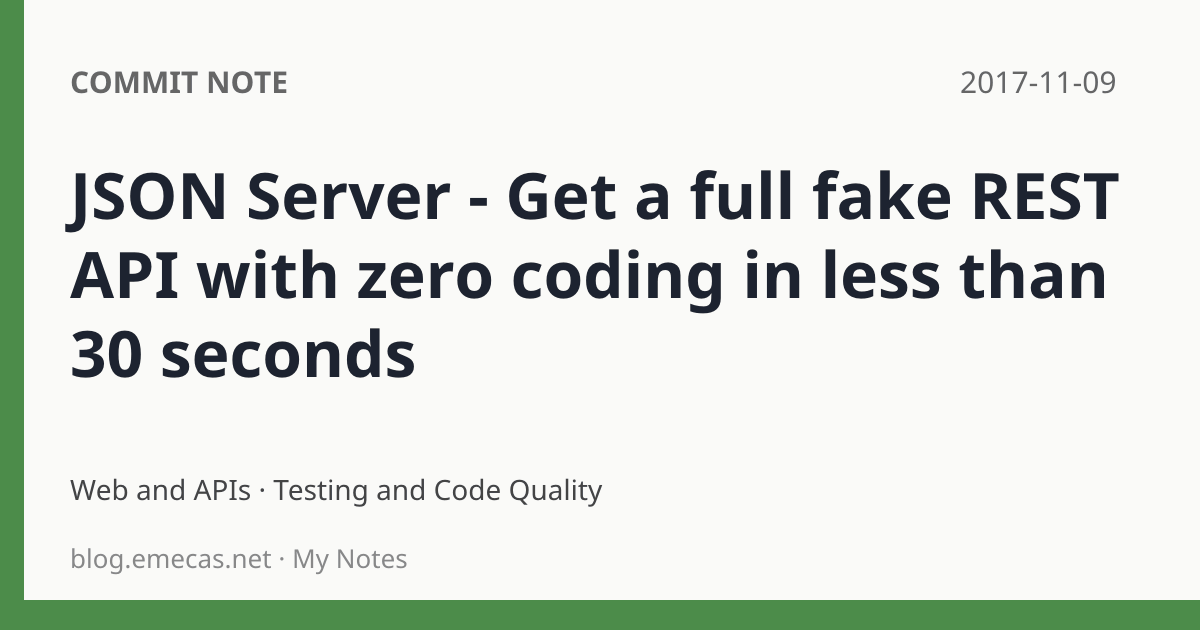 COMMIT NOTE
2017-11-09
JSON Server - Get a full fake REST
API with zero coding in less than
30 seconds
Web and APIs · Testing and Code Quality
blog.emecas.net · My Notes